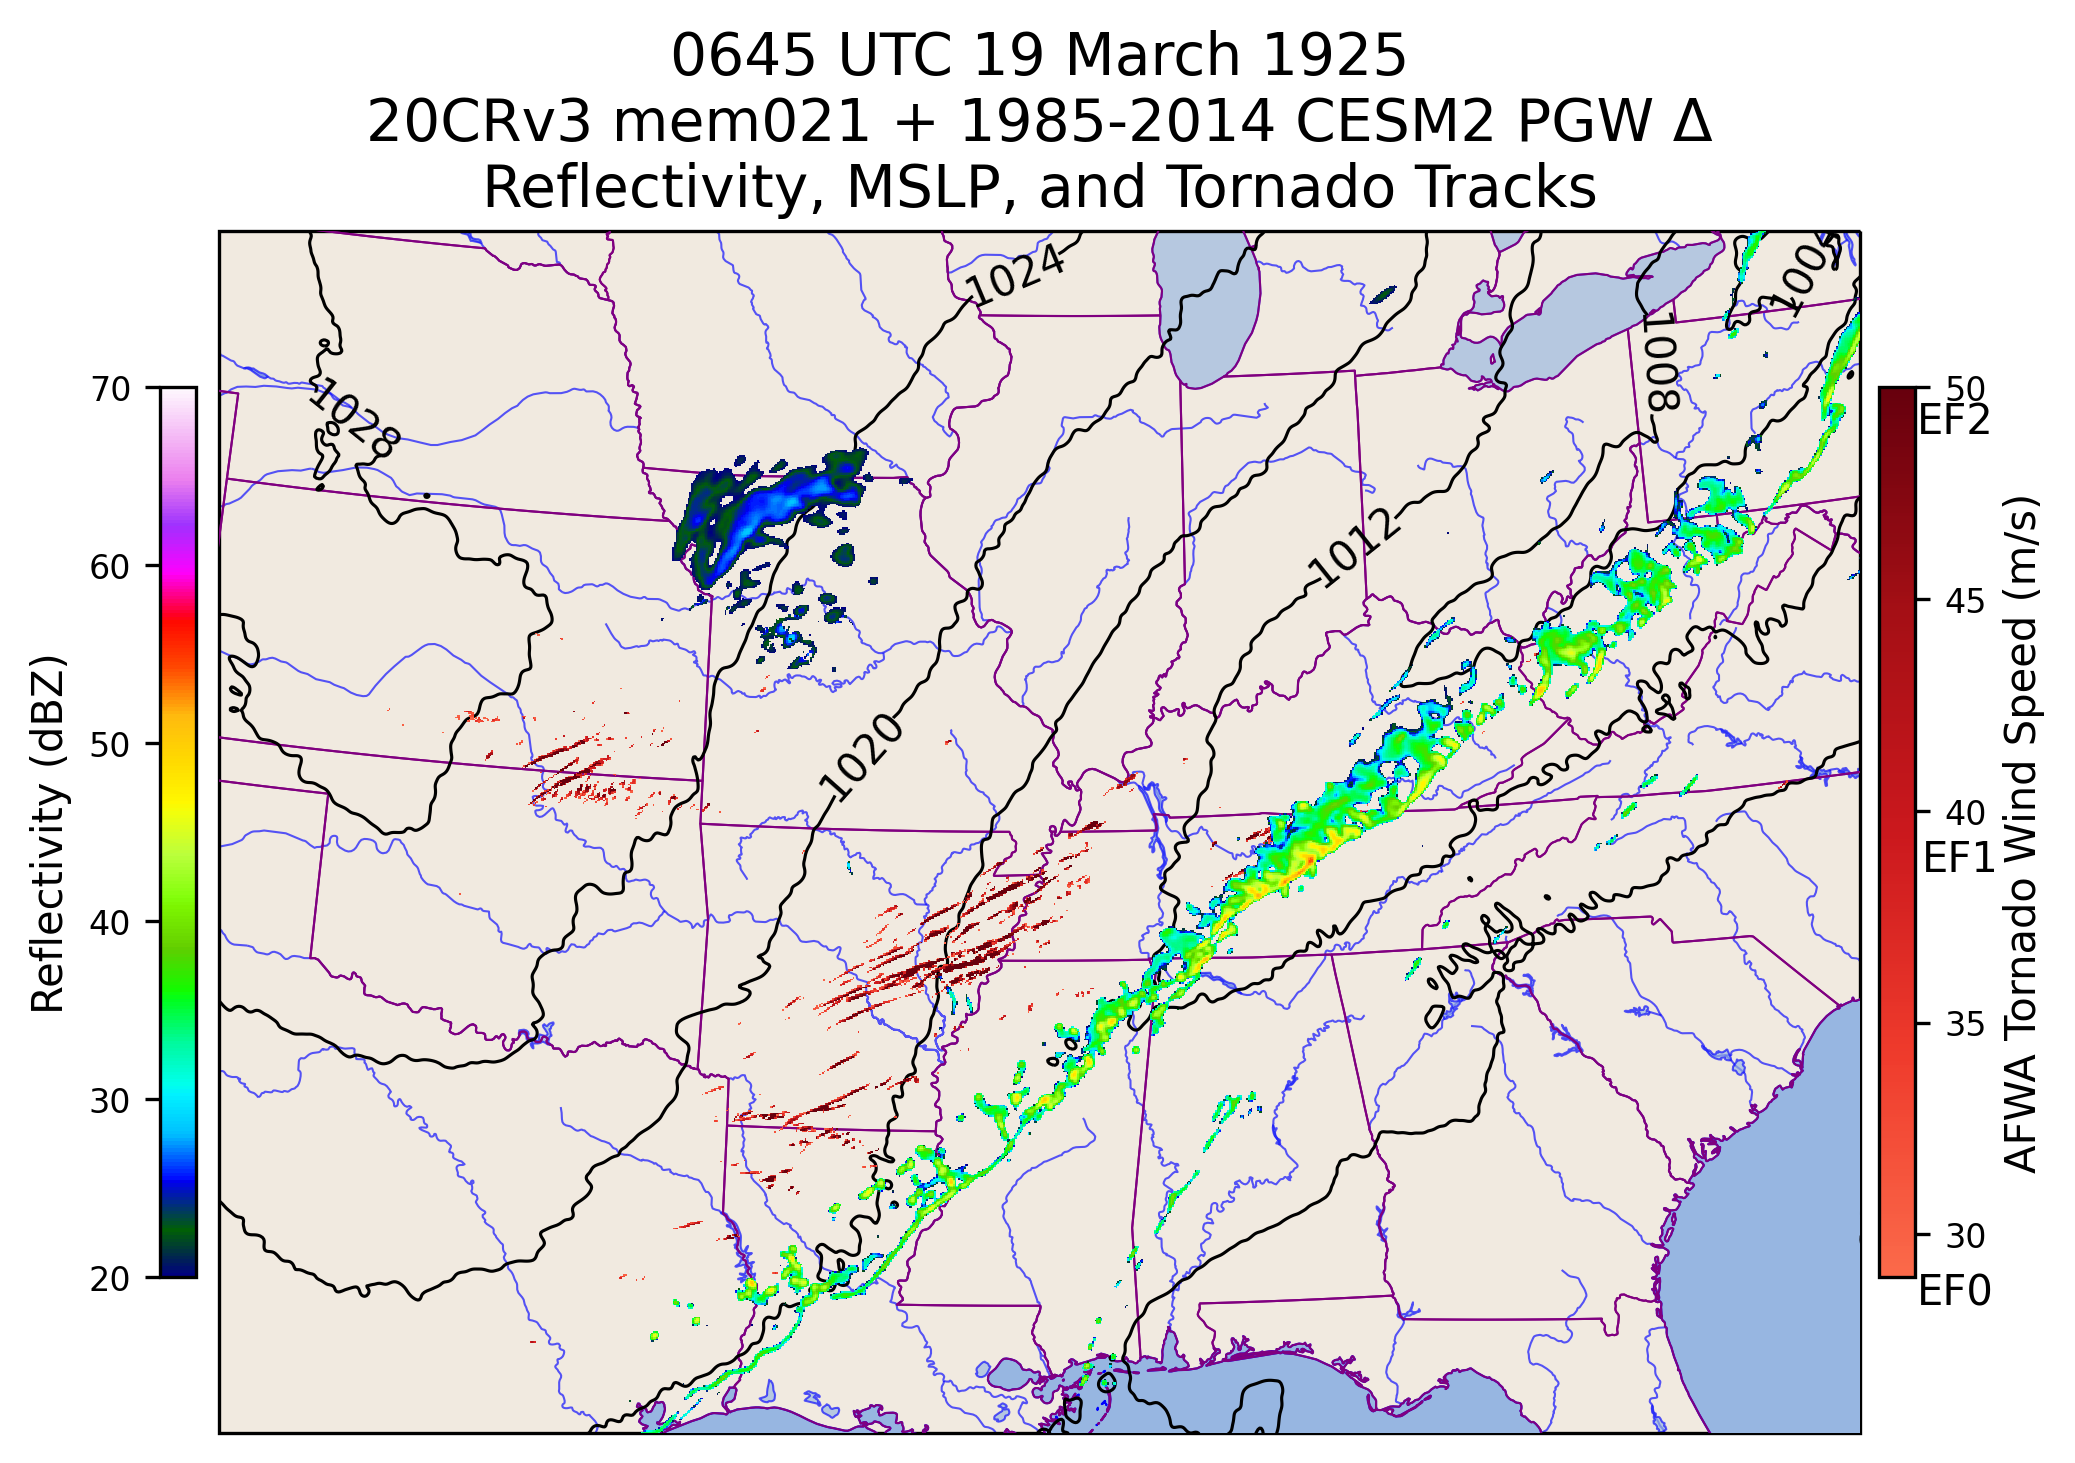 0645 UTC 19 March 1925
20CRv3 mem021 + 1985-2014 CESM2 PGW Δ
Reflectivity, MSLP, and Tornado Tracks
Reflectivity (dBZ)
70
60
50
40
30
20
1024
1028
1008
1012
1020
50
EF2
45
40
EF1
35
30
EF0
AFWA Tornado Wind Speed (m/s)